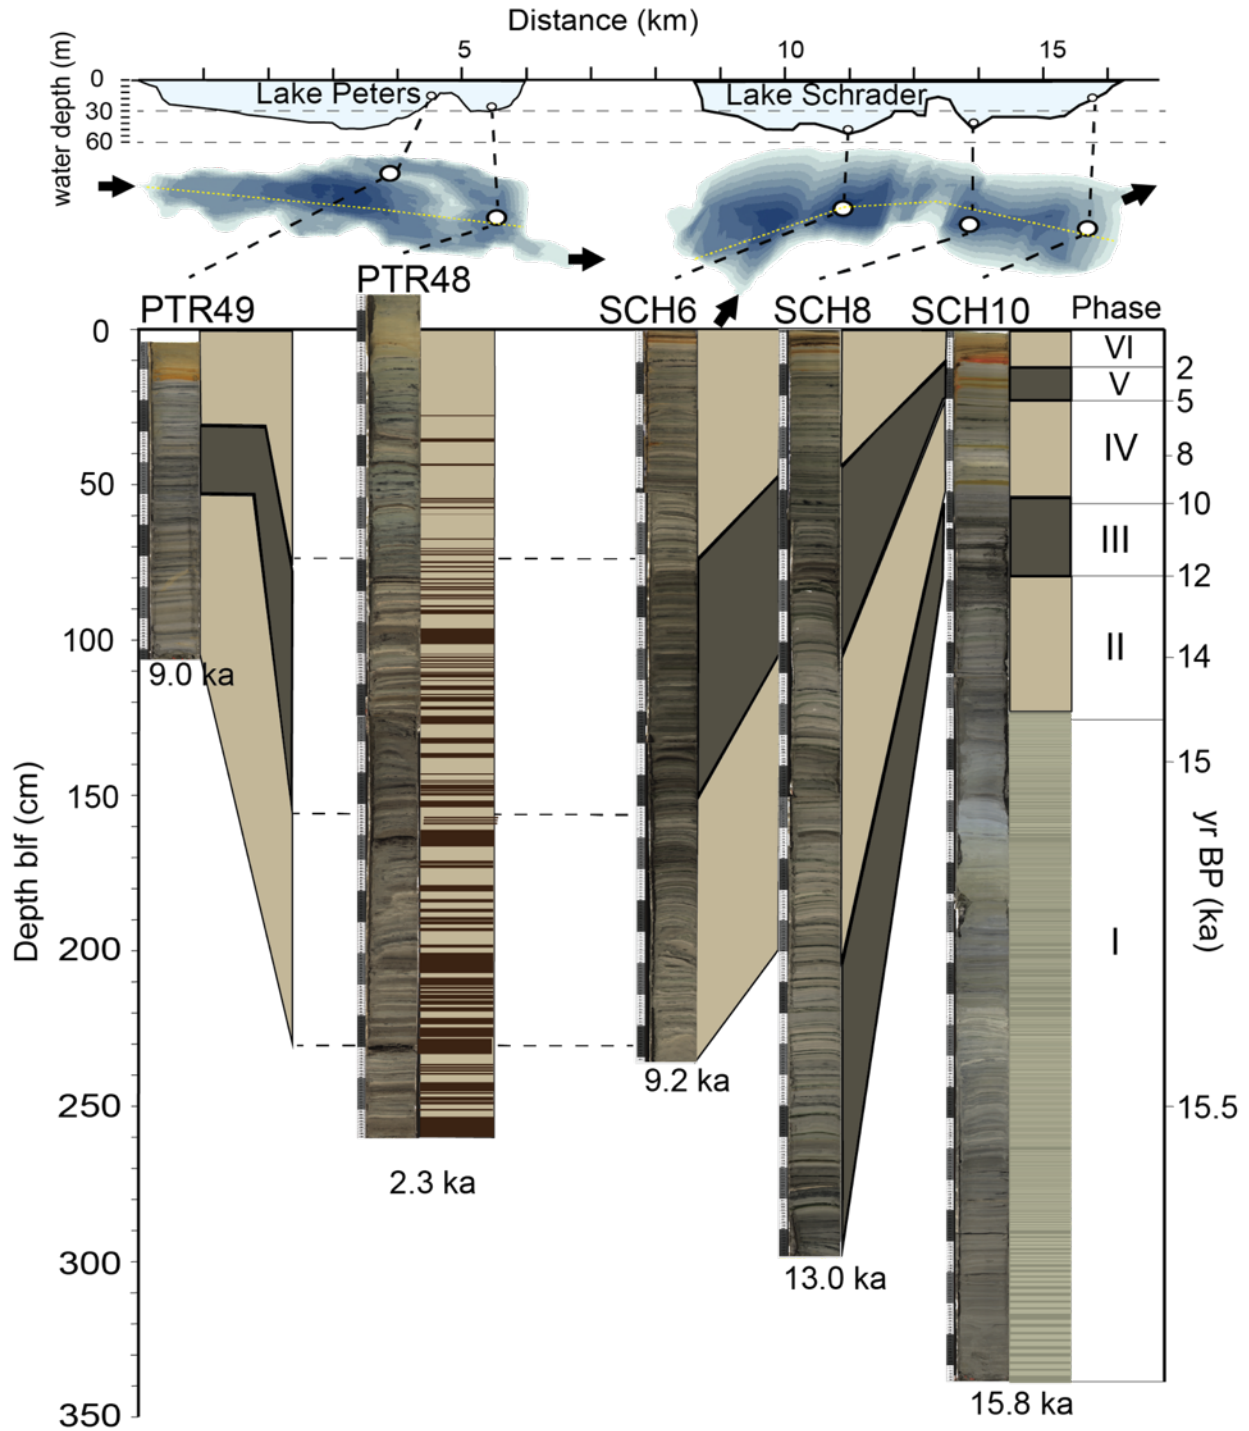 Distance (km)
5 10 15
water depth (m)
0
30
60
Lake Peters
Lake Schrader
PTR49
PTR48
SCH6
SCH8
SCH10
Phase
0
50
100
150
200
250
300
350
Depth blf (cm)
9.0 ka
2.3 ka
9.2 ka
13.0 ka
15.8 ka
VI
V
IV
III
II
I
2
5
8
10
12
14
15
15.5
yr BP (ka)